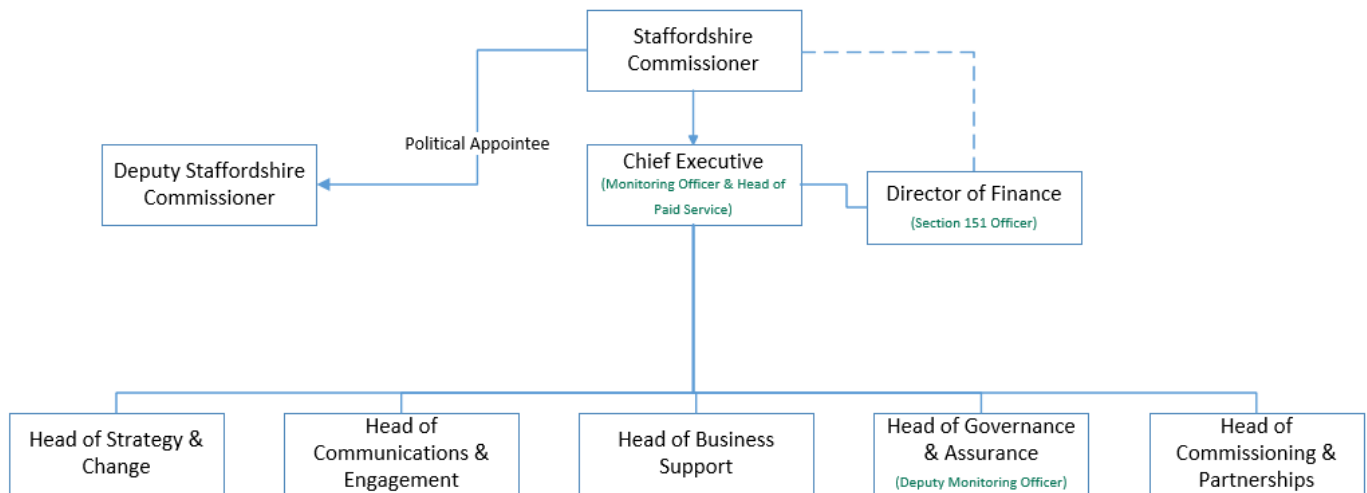 Staffordshire
Commissioner
Political Appointee
Deputy Staffordshire
Commissioner
Chief Executive
(Monitoring Officer & Head of
Paid Service)
Director of Finance
(Section 151 Officer)
Head of Strategy &
Change
Head of
Communications &
Engagement
Head of Business
Support
Head of Governance
& Assurance
(Deputy Monitoring Officer)
Head of
Commissioning &
Partnerships